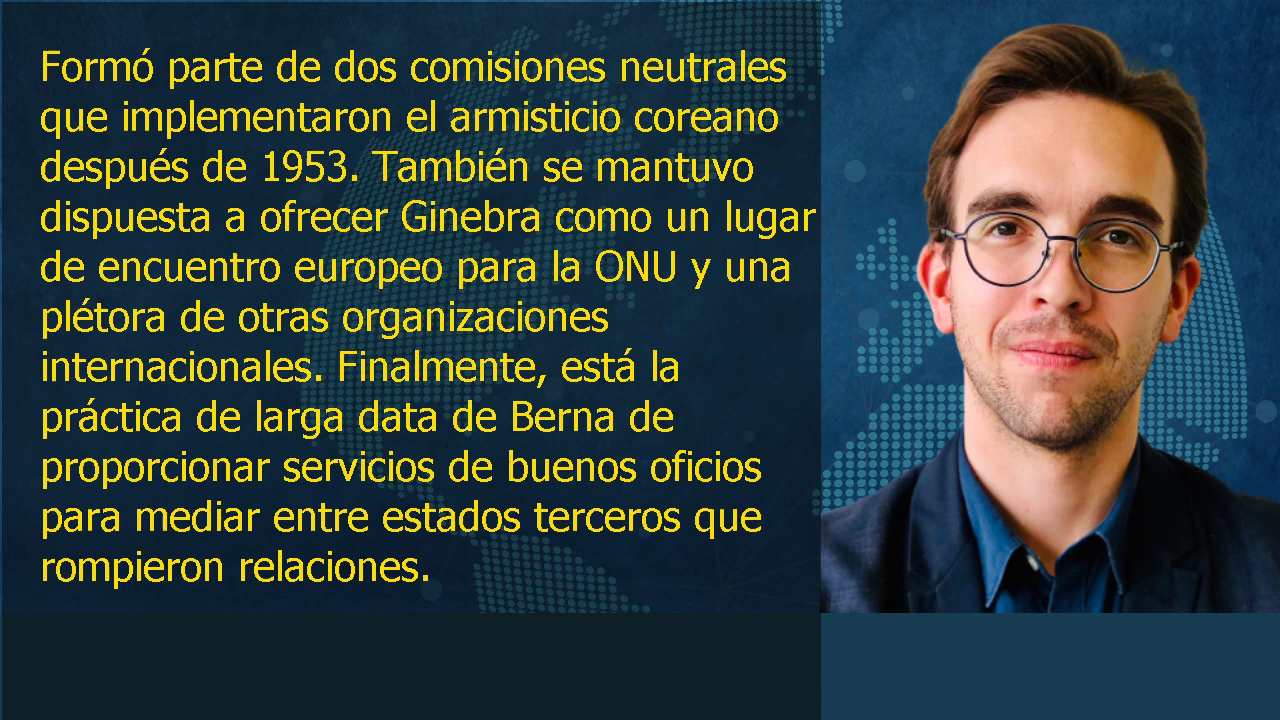 Formó parte de dos comisiones neutrales
que implementaron el armisticio coreano
después de 1953. También se mantuvo
dispuesta a ofrecer Ginebra como un lugar
de encuentro europeo para la ONU y una
plétora de otras organizaciones
internacionales. Finalmente, está la
práctica de larga data de Berna de
proporcionar servicios de buenos oficios
para mediar entre estados terceros que
rompieron relaciones.